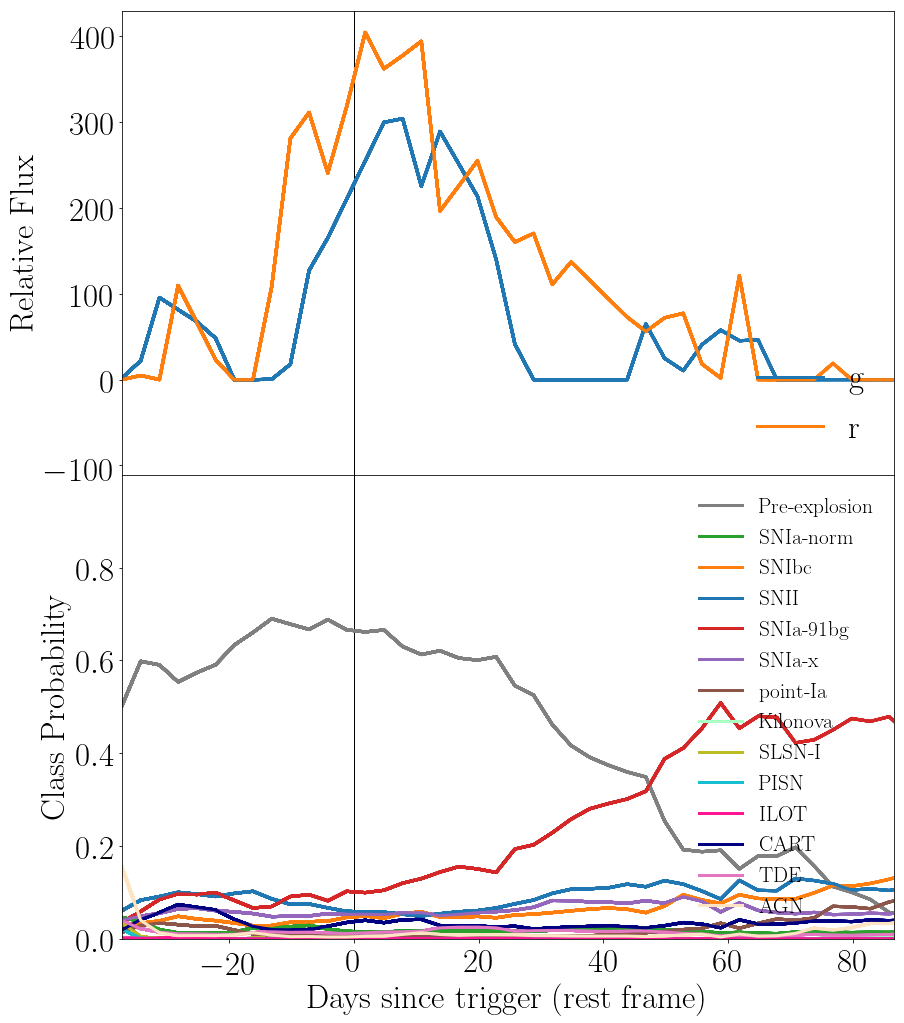 400
300
200
100
0
−100
Relative Flux
g
r
0.8
0.6
0.4
0.2
0.0
Class Probability
Pre-explosion
SNIa-norm
SNIbc
SNII
SNIa-91bg
SNIa-x
point-Ia
Kilonova
SLSN-I
PISN
ILOT
CART
TDE
AGN
−20
0
20
40
60
80
Days since trigger (rest frame)